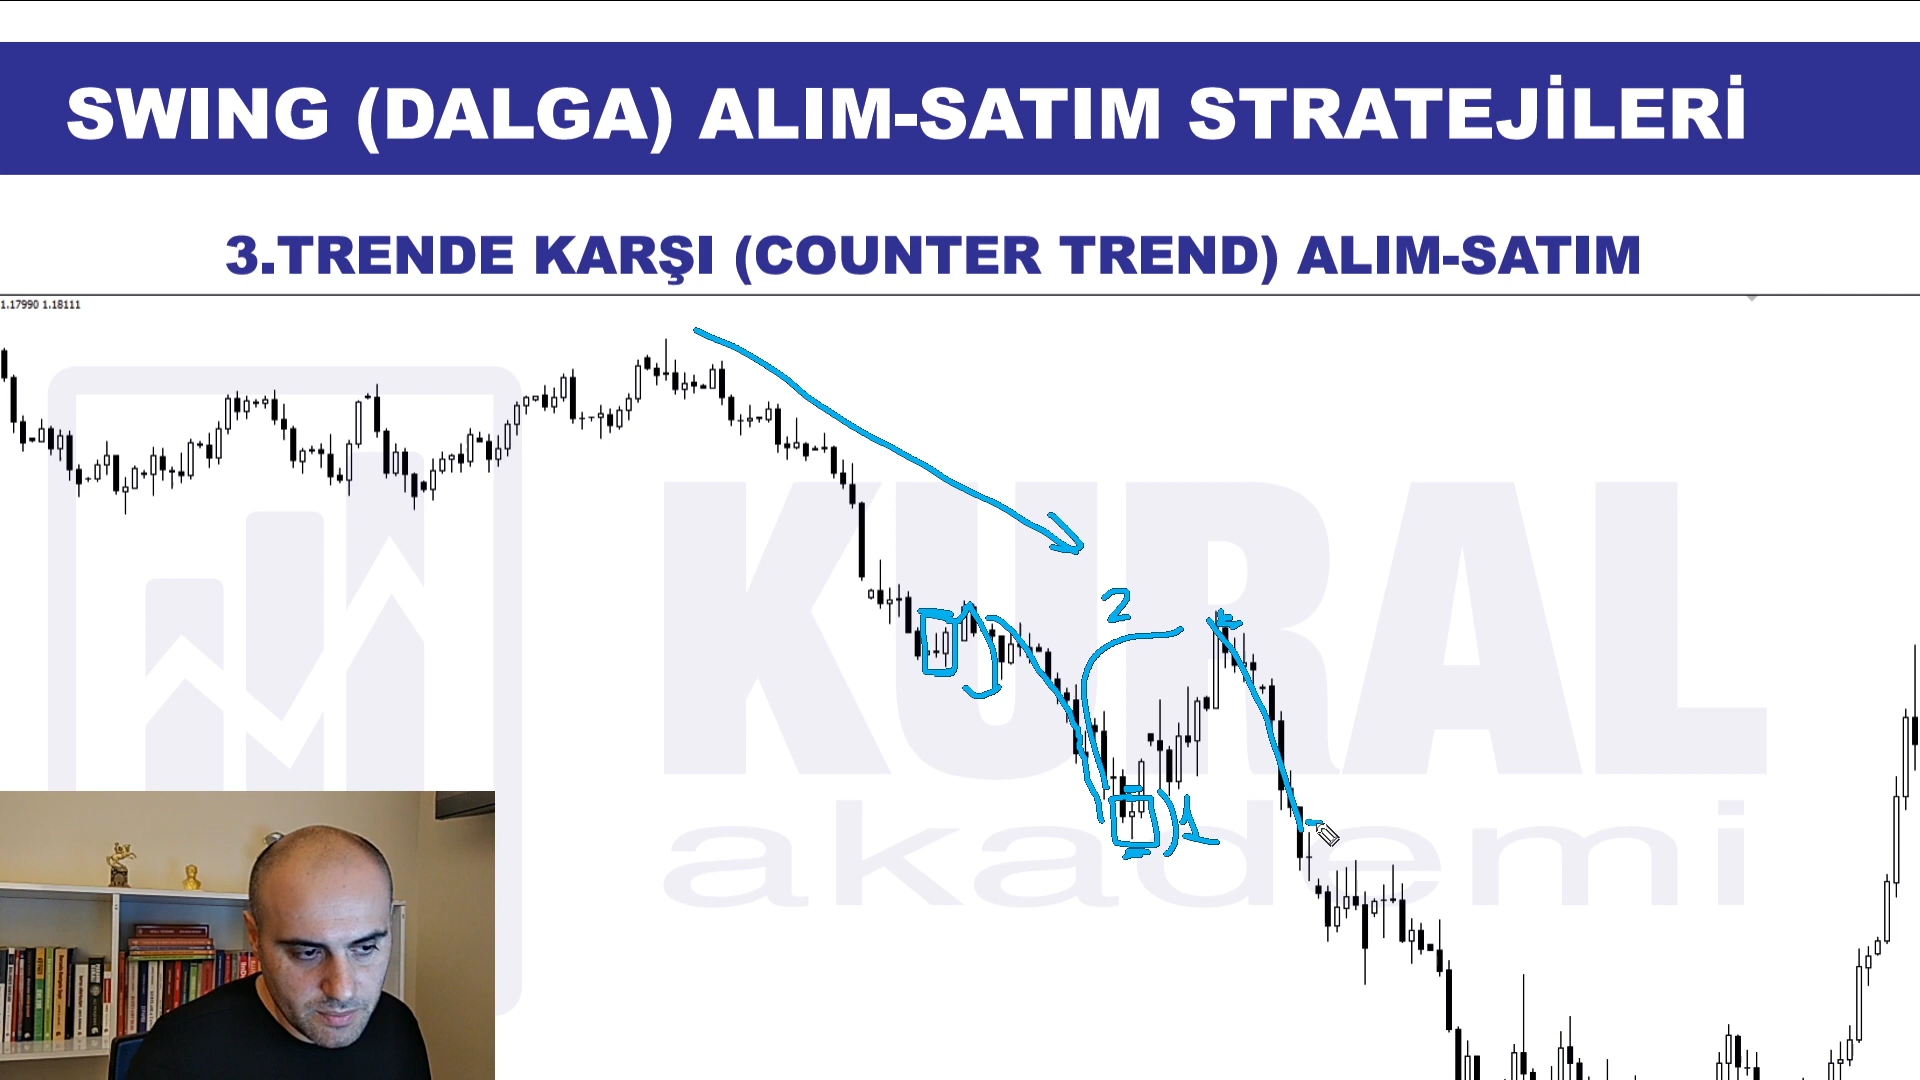 SWING (DALGA) ALIM-SATIM STRATEJİLERİ
3.TRENDE KARŞI (COUNTER TREND) ALIM-SATIM
1.17990 1.18111
KURAL
akademi
2
1